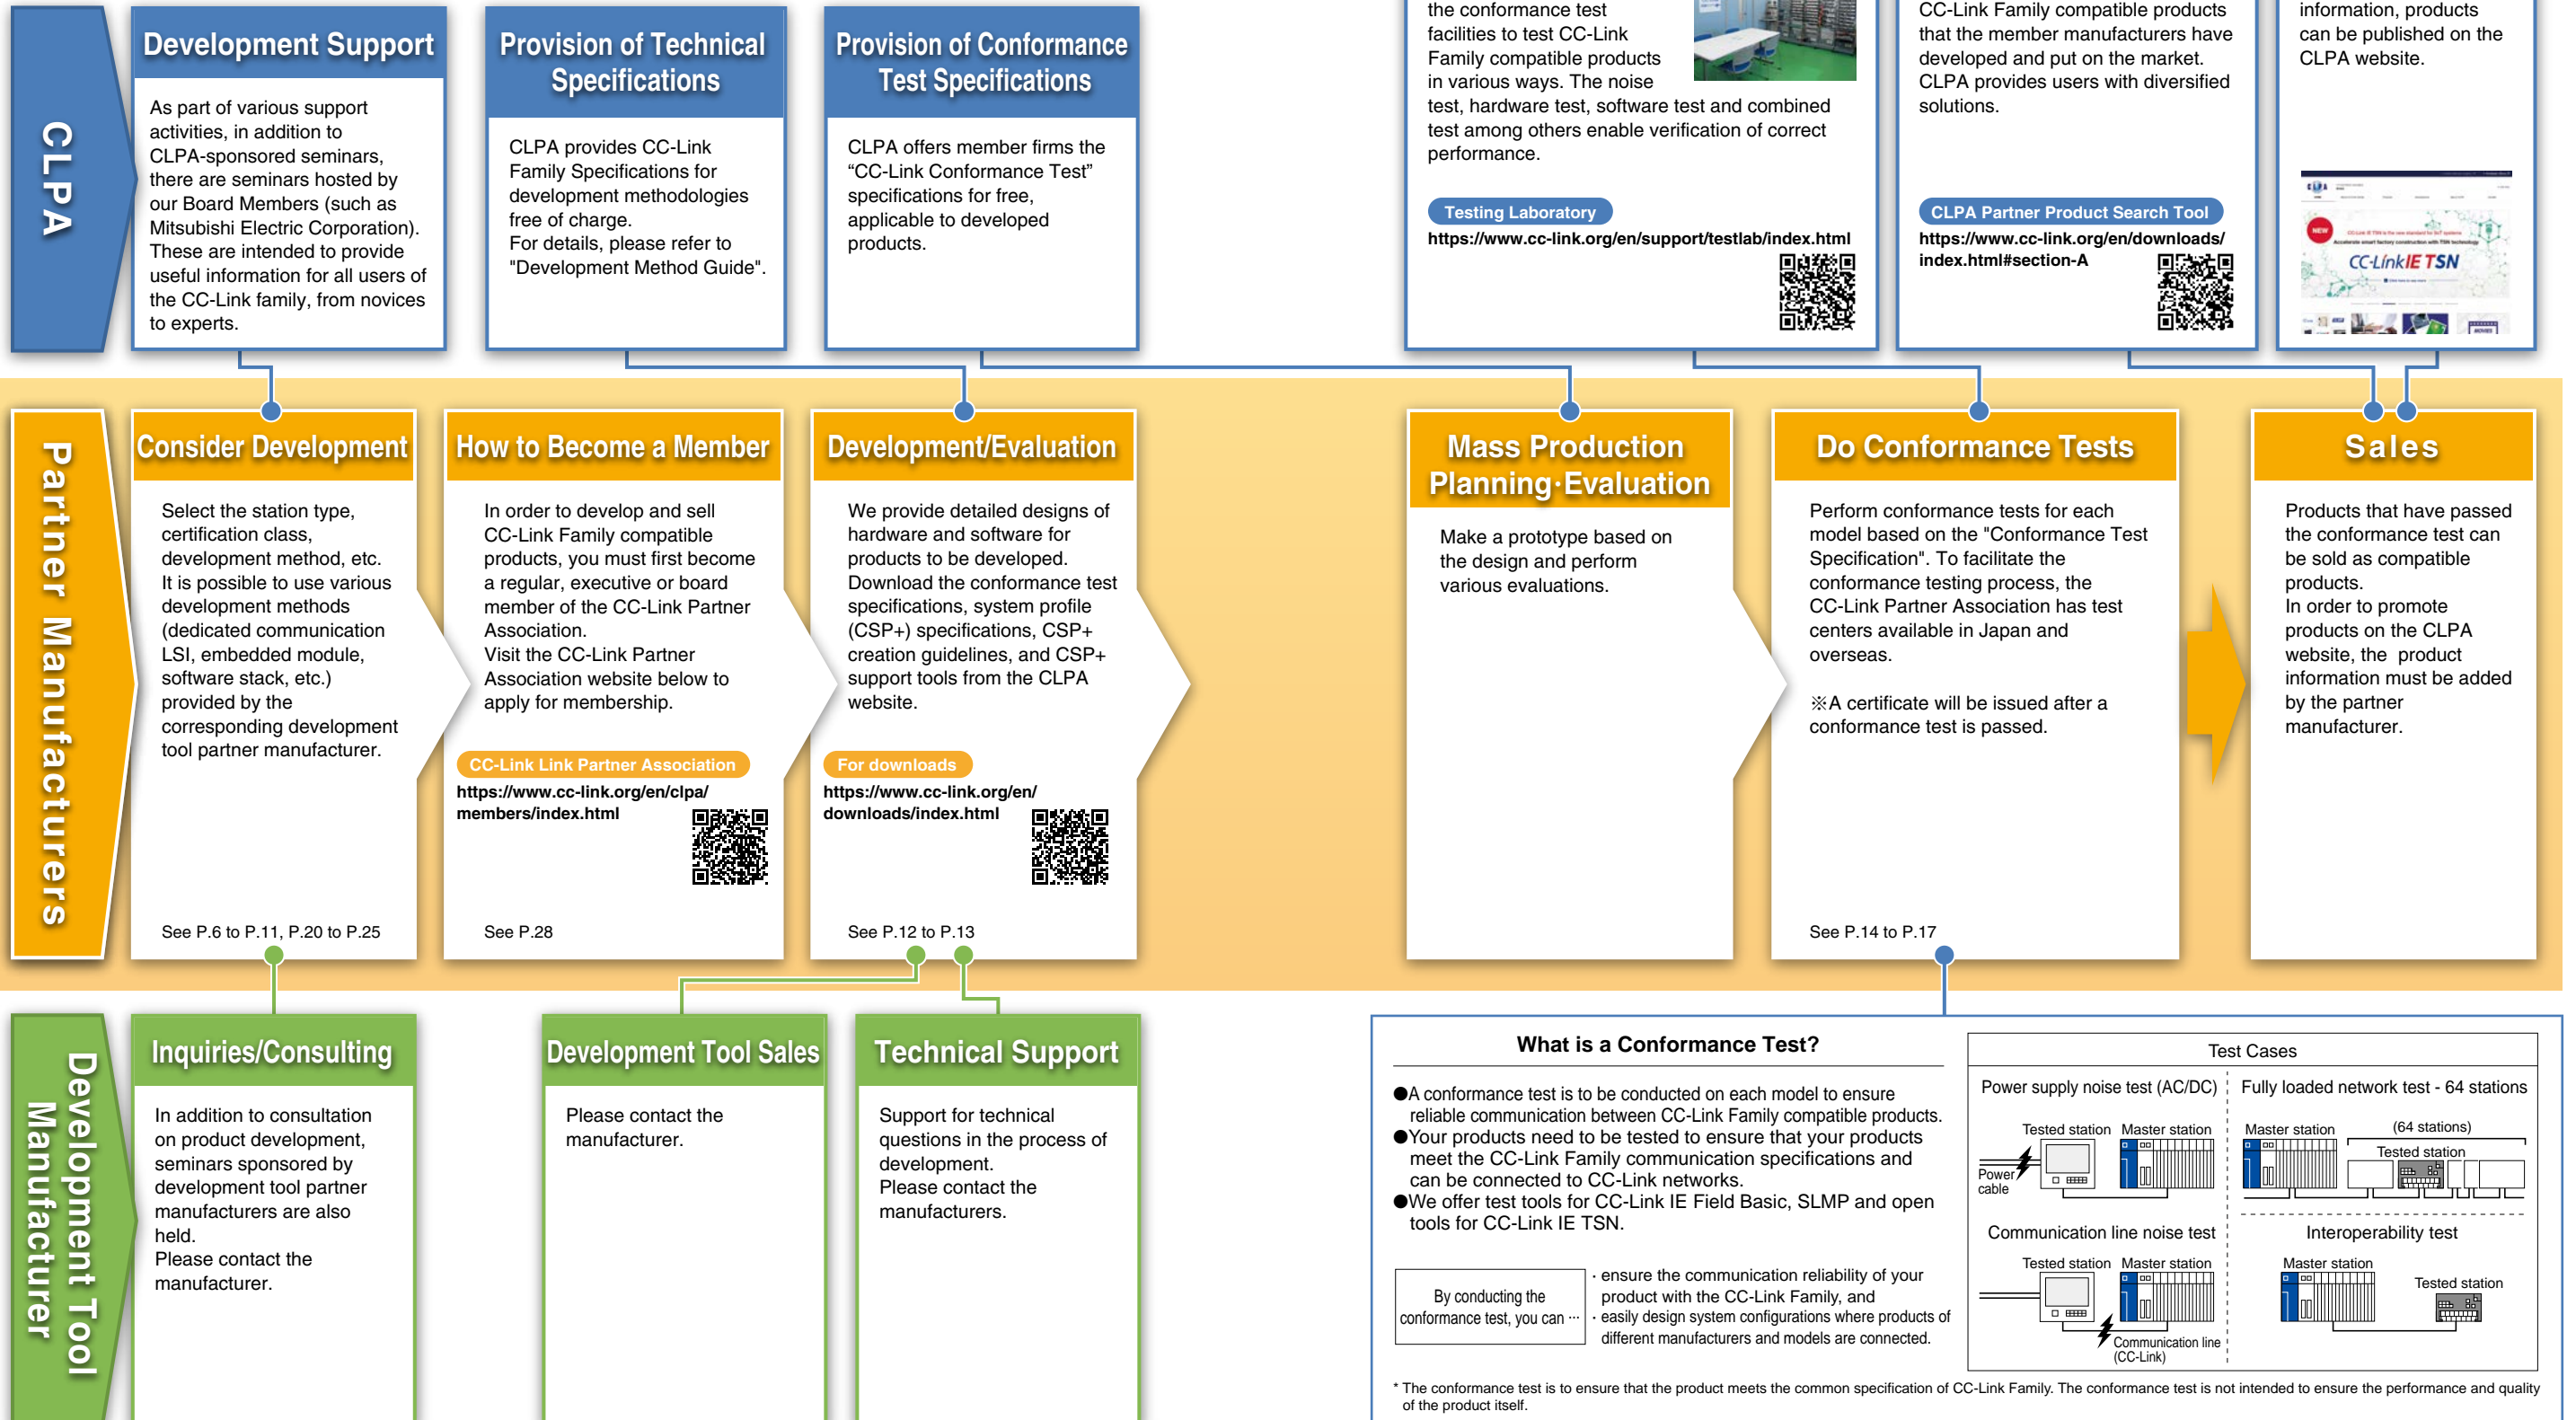 CLPA
Development Support
As part of various support
activities, in addition to
CLPA-sponsored seminars,
there are seminars hosted by
our Board Members (such as
Mitsubishi Electric Corporation).
These are intended to provide
useful information for all users of
the CC-Link family, from novices
to experts.
Provision of Technical
Specifications
CLPA provides CC-Link
Family Specifications for
development methodologies
free of charge.
For details, please refer to
"Development Method Guide".
Provision of Conformance
Test Specifications
CLPA offers member firms the
“CC-Link Conformance Test”
specifications for free,
applicable to developed
products.
the conformance test
facilities to test CC-Link
Family compatible products
in various ways. The noise
test, hardware test, software test and combined
test among others enable verification of correct
performance.
Testing Laboratory
https://www.cc-link.org/en/support/testlab/index.html
CC-Link Family compatible products
that the member manufacturers have
developed and put on the market.
CLPA provides users with diversified
solutions.
CLPA Partner Product Search Tool
https://www.cc-link.org/en/downloads/
index.html#section-A
information, products
can be published on the
CLPA website.
CLPA
NEW
CC-Link IE TSN is the new standard for IIoT systems
Accelerate smart factory construction with TSN technology
CC-Link IE TSN
MOVIES
Partner Manufacturers
Consider Development
Select the station type,
certification class,
development method, etc.
It is possible to use various
development methods
(dedicated communication
LSI, embedded module,
software stack, etc.)
provided by the
corresponding development
tool partner manufacturer.
See P.6 to P.11, P.20 to P.25
How to Become a Member
In order to develop and sell
CC-Link Family compatible
products, you must first become
a regular, executive or board
member of the CC-Link Partner
Association.
Visit the CC-Link Partner
Association website below to
apply for membership.
CC-Link Link Partner Association
https://www.cc-link.org/en/clpa/
members/index.html
See P.28
Development/Evaluation
We provide detailed designs of
hardware and software for
products to be developed.
Download the conformance test
specifications, system profile
(CSP+) specifications, CSP+
creation guidelines, and CSP+
support tools from the CLPA
website.
For downloads
https://www.cc-link.org/en/
downloads/index.html
See P.12 to P.13
Mass Production
Planning·Evaluation
Make a prototype based on
the design and perform
various evaluations.
Do Conformance Tests
Perform conformance tests for each
model based on the "Conformance Test
Specification". To facilitate the
conformance testing process, the
CC-Link Partner Association has test
centers available in Japan and
overseas.
※A certificate will be issued after a
conformance test is passed.
See P.14 to P.17
Sales
Products that have passed
the conformance test can
be sold as compatible
products.
In order to promote
products on the CLPA
website, the product
information must be added
by the partner
manufacturer.
Development Tool
Manufacturer
Inquiries/Consulting
In addition to consultation
on product development,
seminars sponsored by
development tool partner
manufacturers are also
held.
Please contact the
manufacturer.
Development Tool Sales
Please contact the
manufacturer.
Technical Support
Support for technical
questions in the process of
development.
Please contact the
manufacturers.
What is a Conformance Test?
●A conformance test is to be conducted on each model to ensure
reliable communication between CC-Link Family compatible products.
●Your products need to be tested to ensure that your products
meet the CC-Link Family communication specifications and
can be connected to CC-Link networks.
●We offer test tools for CC-Link IE Field Basic, SLMP and open
tools for CC-Link IE TSN.
By conducting the
conformance test, you can ···
· ensure the communication reliability of your
product with the CC-Link Family, and
· easily design system configurations where products of
different manufacturers and models are connected.
Test Cases
Power supply noise test (AC/DC)
Tested station Master station
Power
cable
Fully loaded network test - 64 stations
Master station
(64 stations)
Tested station
Communication line noise test
Tested station Master station
Communication line
(CC-Link)
Interoperability test
Master station
Tested station
* The conformance test is to ensure that the product meets the common specification of CC-Link Family. The conformance test is not intended to ensure the performance and quality
of the product itself.